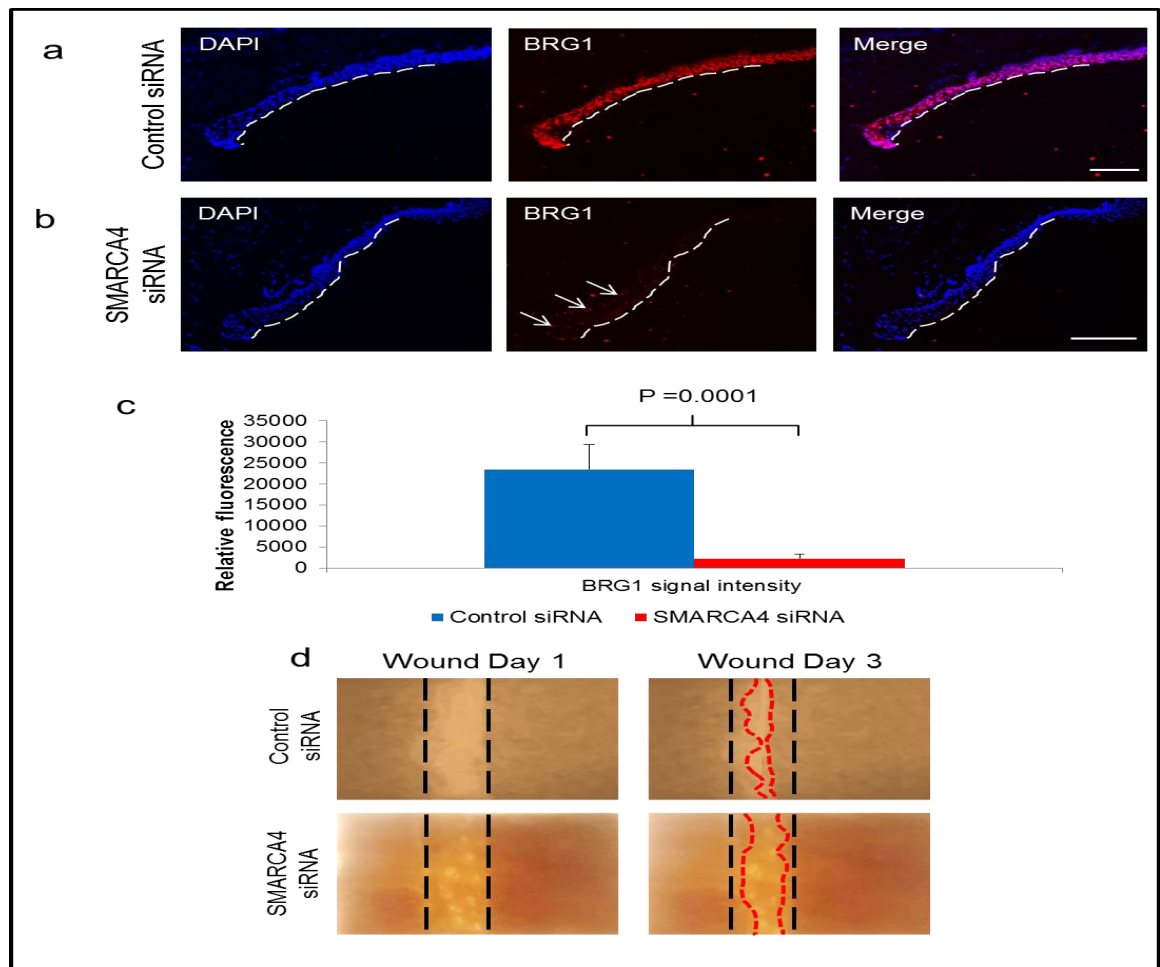 a
Control siRNA
DAPI
BRG1
Merge
b
SMARCA4
siRNA
DAPI
BRG1
Merge
c
P =0.0001
Relative fluorescence
35000
30000
25000
20000
15000
10000
5000
0
BRG1 signal intensity
Control siRNA
SMARCA4 siRNA
d
Wound Day 1
Wound Day 3
Control
siRNA
SMARCA4
siRNA